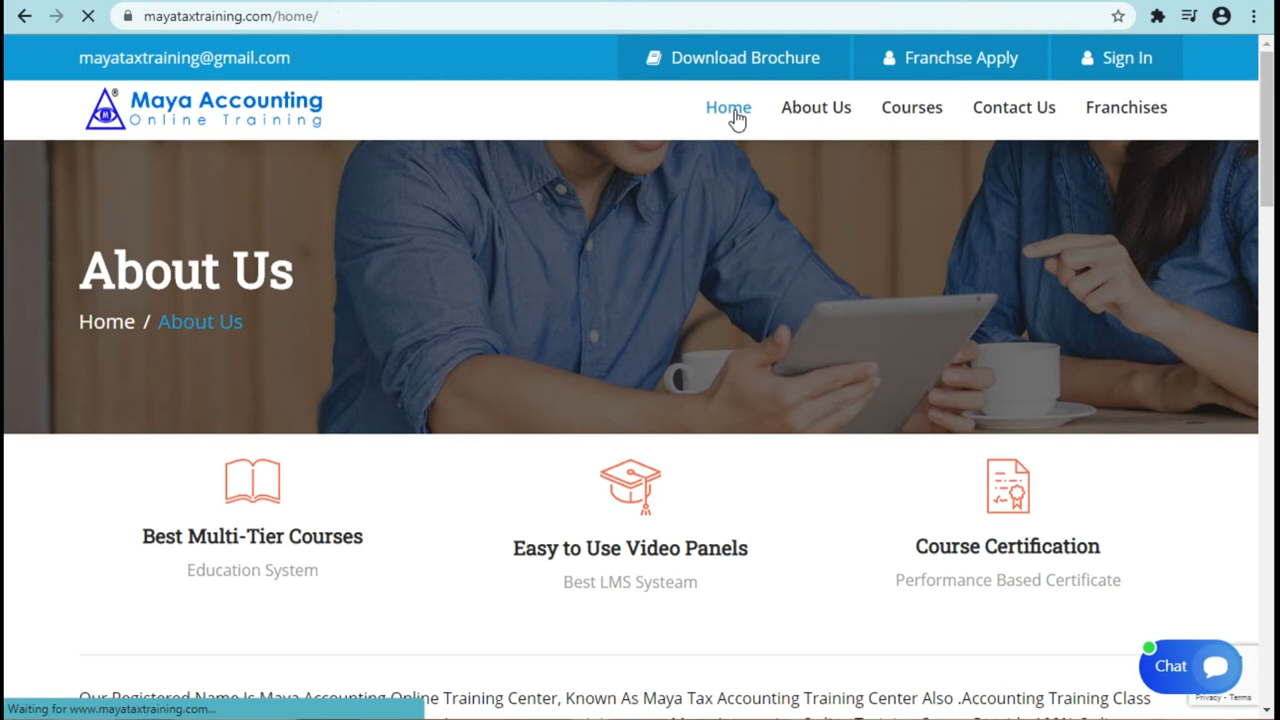 mayataxtraining.com/home/
mayataxtraining@gmail.com
Download Brochure
Franchse Apply
Sign In
®
M
Maya Accounting
Online Training
Home
About Us
Courses
Contact Us
Franchises
About Us
Home / About Us
Best Multi-Tier Courses
Education System
Easy to Use Video Panels
Best LMS Systeam
Course Certification
Performance Based Certificate
Chat
Privacy - Terms
Our Registered Name Is Maya Accounting Online Training Center, Known As Maya Tax Accounting Training Center Also .Accounting Training Class
Waiting for www.mayataxtraining.com...